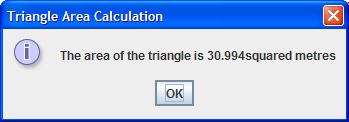 Triangle Area Calculation
The area of the triangle is 30.994squared metres
OK